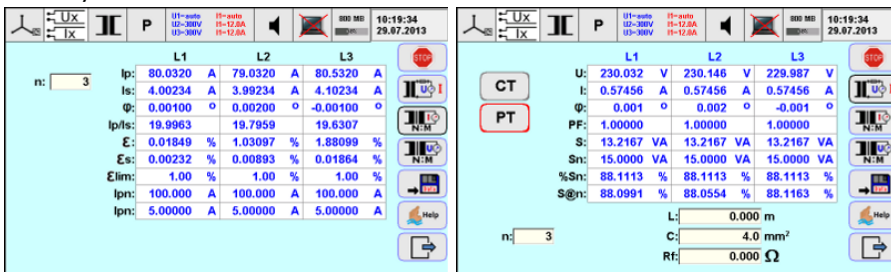 Ux
Ix
P
U1=auto
U2=300V
U3=300V
I1=auto
I1=12.0A
I1=12.0A
800 MB
10:19:34
29.07.2013
L1 L2 L3
n: 3
Ip: 80.0320 A 79.0320 A 80.5320 A
Is: 4.00234 A 3.99234 A 4.10234 A
φ: 0.00100 ° 0.00200 ° -0.00100 °
Ip/Is: 19.9963 19.7959 19.6307
Ɛ: 0.01849 % 1.03097 % 1.88099 %
Ɛs: 0.00232 % 0.00893 % 0.01864 %
Ɛlim: 1.00 % 1.00 % 1.00 %
Ipn: 100.000 A 100.000 A 100.000 A
Ipn: 5.00000 A 5.00000 A 5.00000 A
STOP
U I
I
N:M
U
N:M
Help
Ux
Ix
P
U1=auto
U2=300V
U3=300V
I1=auto
I1=12.0A
I1=12.0A
800 MB
10:19:34
29.07.2013
CT
PT
L1 L2 L3
U: 230.032 V 230.146 V 229.987 V
I: 0.57456 A 0.57456 A 0.57456 A
φ: 0.001 ° 0.002 ° -0.001 °
PF: 1.00000 1.00000 1.00000
S: 13.2167 VA 13.2167 VA 13.2167 VA
Sn: 15.0000 VA 15.0000 VA 15.0000 VA
%Sn: 88.1113 % 88.1113 % 88.1113 %
S@n: 88.0991 % 88.0554 % 88.1163 %
L: 0.000 m
n: 3
C: 4.0 mm²
Rf: 0.000 Ω
STOP
U I
I
N:M
U
N:M
Help